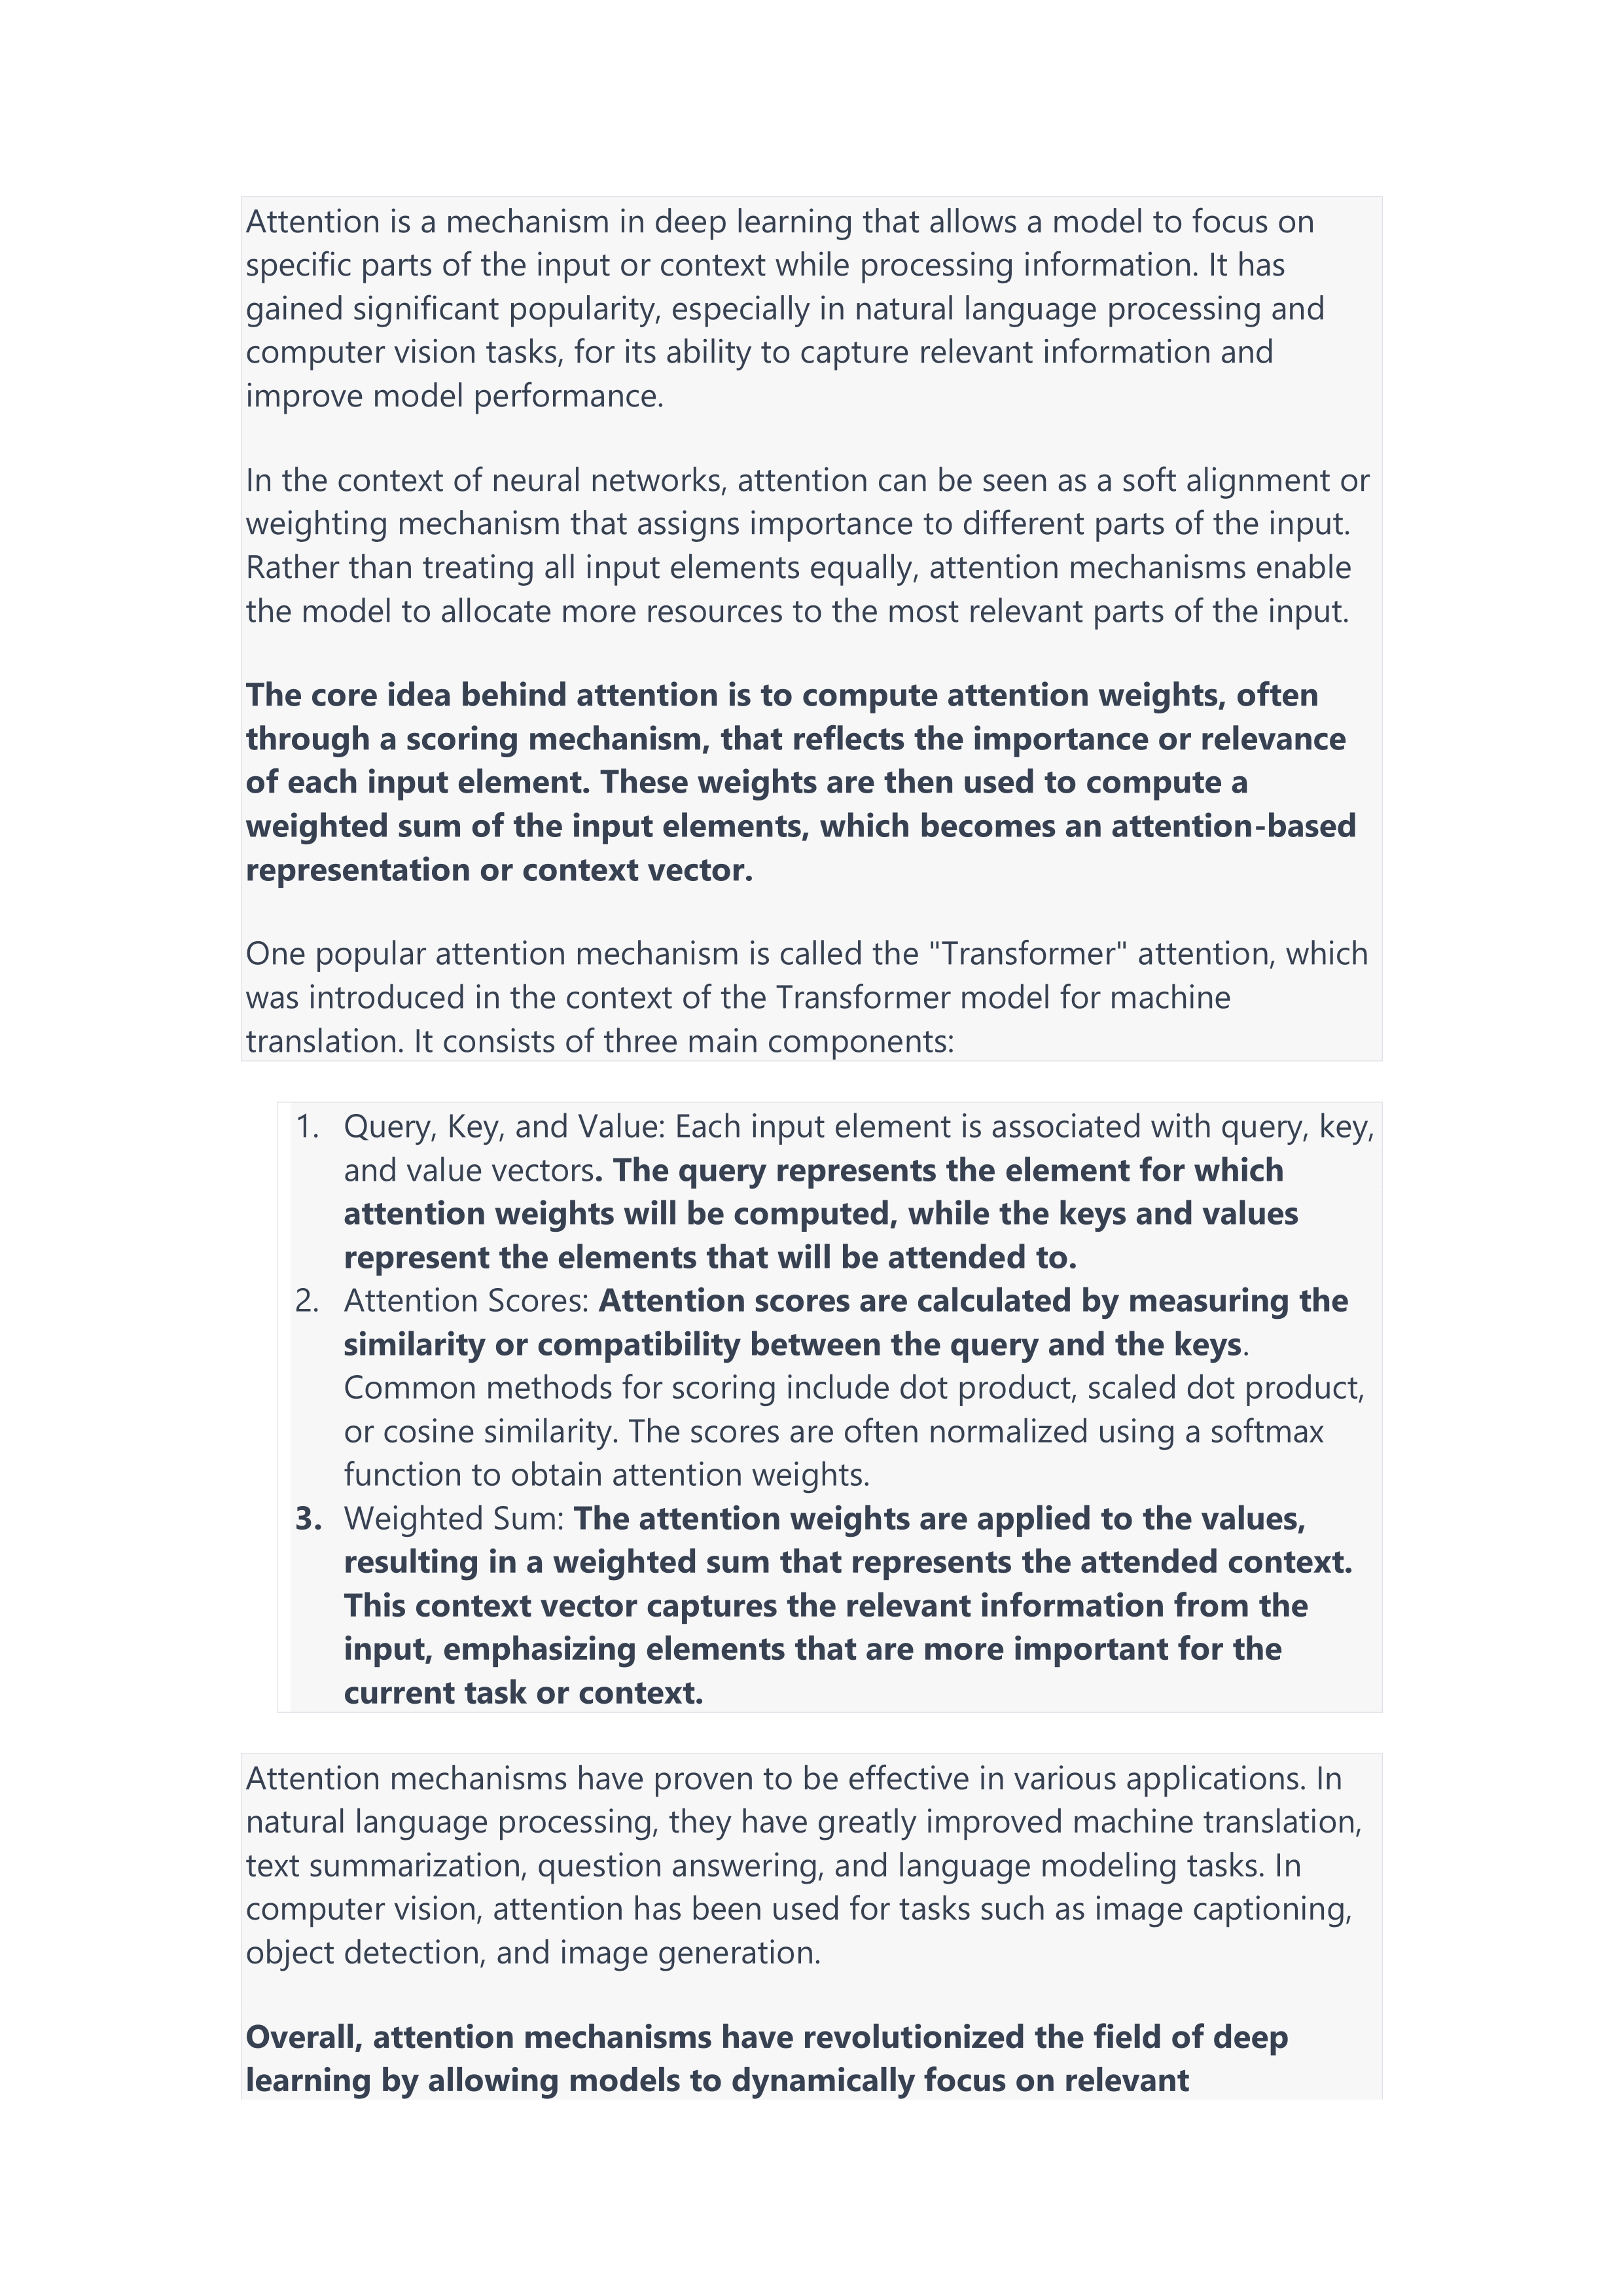 Attention is a mechanism in deep learning that allows a model to focus on
specific parts of the input or context while processing information. It has
gained significant popularity, especially in natural language processing and
computer vision tasks, for its ability to capture relevant information and
improve model performance.
In the context of neural networks, attention can be seen as a soft alignment or
weighting mechanism that assigns importance to different parts of the input.
Rather than treating all input elements equally, attention mechanisms enable
the model to allocate more resources to the most relevant parts of the input.
The core idea behind attention is to compute attention weights, often
through a scoring mechanism, that reflects the importance or relevance
of each input element. These weights are then used to compute a
weighted sum of the input elements, which becomes an attention-based
representation or context vector.
One popular attention mechanism is called the "Transformer" attention, which
was introduced in the context of the Transformer model for machine
translation. It consists of three main components:
1. Query, Key, and Value: Each input element is associated with query, key,
and value vectors. The query represents the element for which
attention weights will be computed, while the keys and values
represent the elements that will be attended to.
2. Attention Scores: Attention scores are calculated by measuring the
similarity or compatibility between the query and the keys.
Common methods for scoring include dot product, scaled dot product,
or cosine similarity. The scores are often normalized using a softmax
function to obtain attention weights.
3. Weighted Sum: The attention weights are applied to the values,
resulting in a weighted sum that represents the attended context.
This context vector captures the relevant information from the
input, emphasizing elements that are more important for the
current task or context.
Attention mechanisms have proven to be effective in various applications. In
natural language processing, they have greatly improved machine translation,
text summarization, question answering, and language modeling tasks. In
computer vision, attention has been used for tasks such as image captioning,
object detection, and image generation.
Overall, attention mechanisms have revolutionized the field of deep
learning by allowing models to dynamically focus on relevant